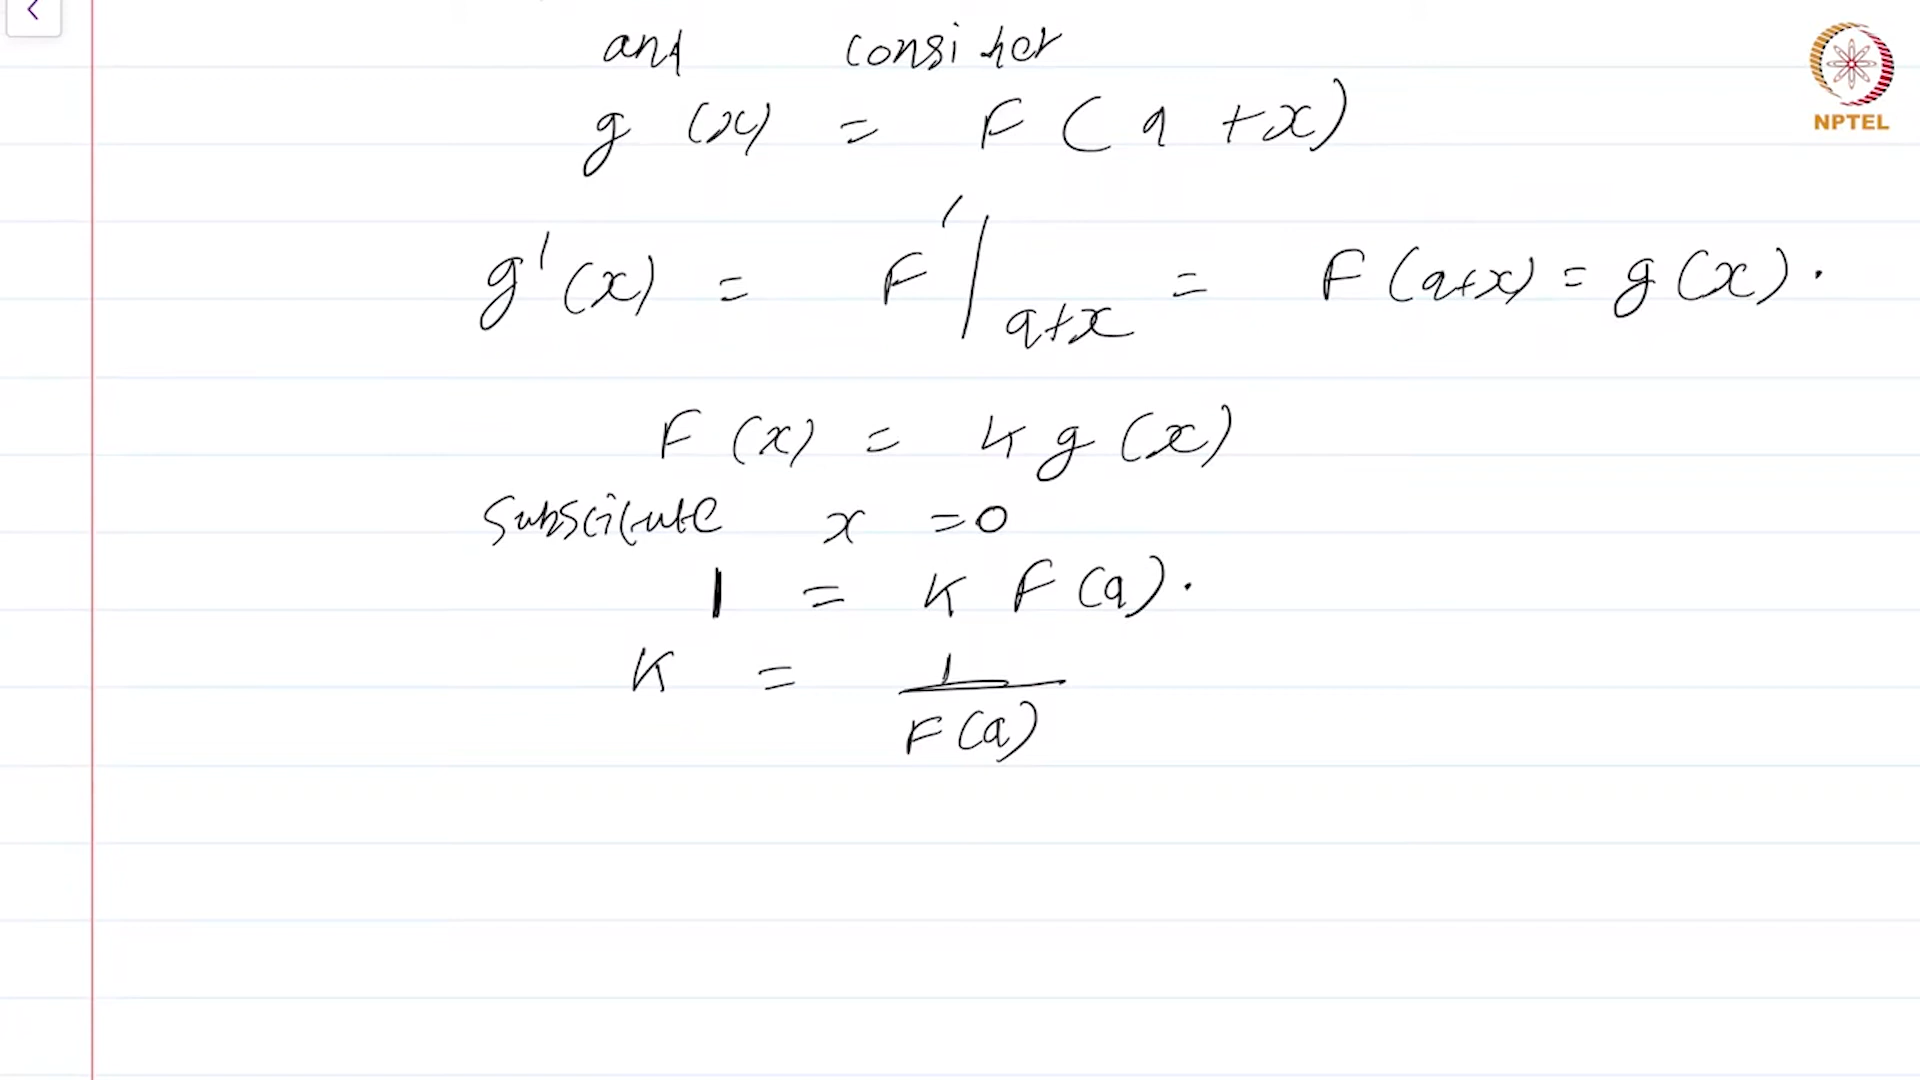 and consider
NPTEL
g(x) = F(a+x)
g'(x) = F'|a+x = F(a+x) = g(x).
F(x) = K g(x)
Substitute x = 0
1 = K F(a).
K = 1
F(a)